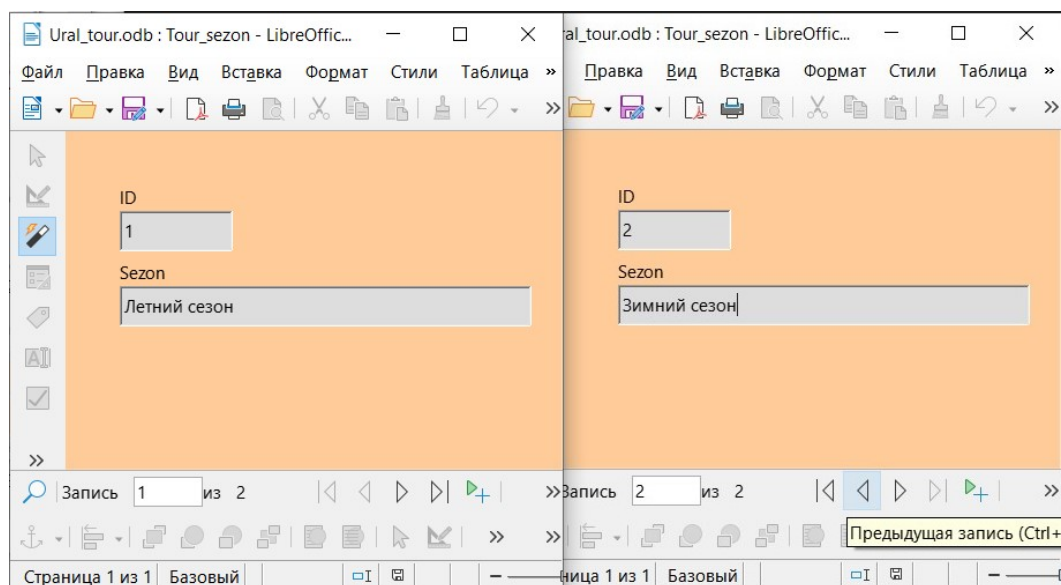 Ural_tour.odb : Tour_sezon - LibreOffic...
Файл Правка Вид Вставка Формат Стили Таблица »
ID
1
Sezon
Летний сезон
Запись 1 из 2
Страница 1 из 1 Базовый
ral_tour.odb : Tour_sezon - LibreOffic...
Правка Вид Вставка Формат Стили Таблица »
ID
2
Sezon
Зимний сезон
Запись 2 из 2
Предыдущая запись (Ctrl+
ница 1 из 1 Базовый